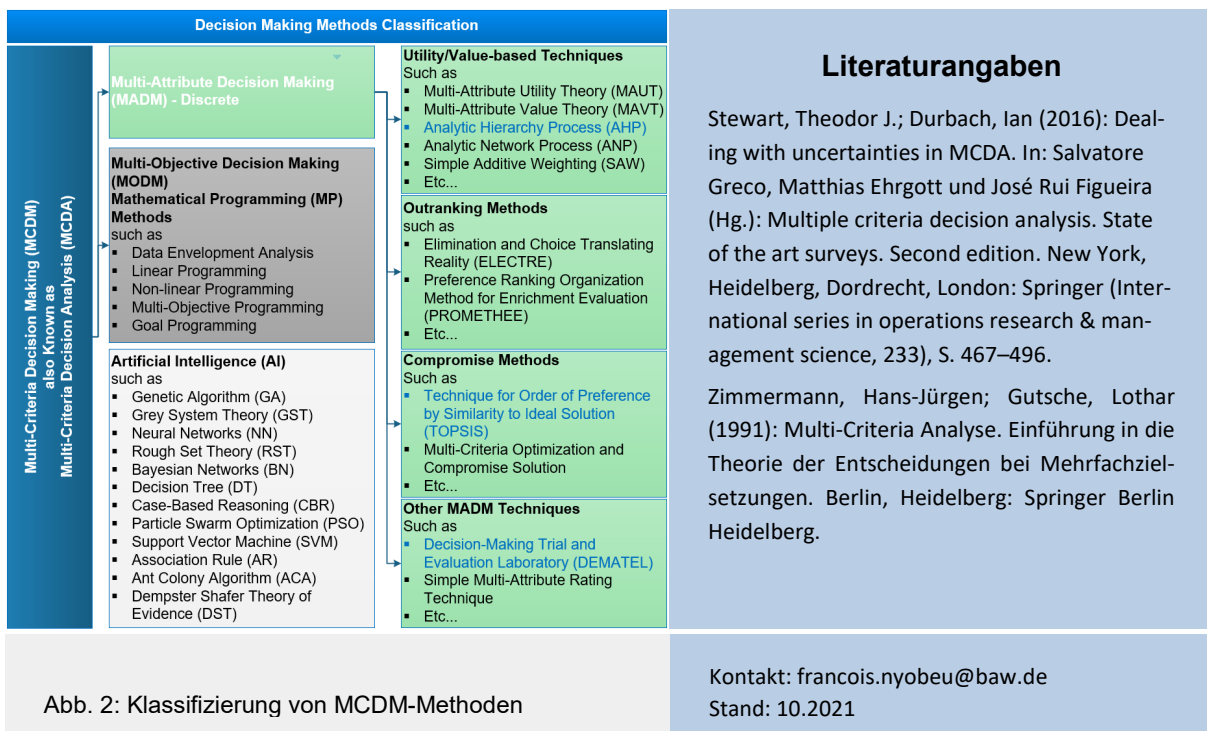 Decision Making Methods Classification
Multi-Criteria Decision Making (MCDM)
also Known as
Multi-Criteria Decision Analysis (MCDA)
Multi-Attribute Decision Making
(MADM) - Discrete
Multi-Objective Decision Making
(MODM)
Mathematical Programming (MP)
Methods
such as
▪ Data Envelopment Analysis
▪ Linear Programming
▪ Non-linear Programming
▪ Multi-Objective Programming
▪ Goal Programming
Artificial Intelligence (AI)
such as
▪ Genetic Algorithm (GA)
▪ Grey System Theory (GST)
▪ Neural Networks (NN)
▪ Rough Set Theory (RST)
▪ Bayesian Networks (BN)
▪ Decision Tree (DT)
▪ Case-Based Reasoning (CBR)
▪ Particle Swarm Optimization (PSO)
▪ Support Vector Machine (SVM)
▪ Association Rule (AR)
▪ Ant Colony Algorithm (ACA)
▪ Dempster Shafer Theory of
Evidence (DST)
Utility/Value-based Techniques
Such as
▪ Multi-Attribute Utility Theory (MAUT)
▪ Multi-Attribute Value Theory (MAVT)
▪ Analytic Hierarchy Process (AHP)
▪ Analytic Network Process (ANP)
▪ Simple Additive Weighting (SAW)
▪ Etc...
Outranking Methods
such as
▪ Elimination and Choice Translating
Reality (ELECTRE)
▪ Preference Ranking Organization
Method for Enrichment Evaluation
(PROMETHEE)
▪ Etc...
Compromise Methods
Such as
▪ Technique for Order of Preference
by Similarity to Ideal Solution
(TOPSIS)
▪ Multi-Criteria Optimization and
Compromise Solution
▪ Etc...
Other MADM Techniques
Such as
▪ Decision-Making Trial and
Evaluation Laboratory (DEMATEL)
▪ Simple Multi-Attribute Rating
Technique
▪ Etc...
Abb. 2: Klassifizierung von MCDM-Methoden
Literaturangaben
Stewart, Theodor J.; Durbach, Ian (2016): Deal-
ing with uncertainties in MCDA. In: Salvatore
Greco, Matthias Ehrgott und José Rui Figueira
(Hg.): Multiple criteria decision analysis. State
of the art surveys. Second edition. New York,
Heidelberg, Dordrecht, London: Springer (Inter-
national series in operations research & man-
agement science, 233), S. 467–496.
Zimmermann, Hans-Jürgen; Gutsche, Lothar
(1991): Multi-Criteria Analyse. Einführung in die
Theorie der Entscheidungen bei Mehrfachziel-
setzungen. Berlin, Heidelberg: Springer Berlin
Heidelberg.
Kontakt: francois.nyobeu@baw.de
Stand: 10.2021